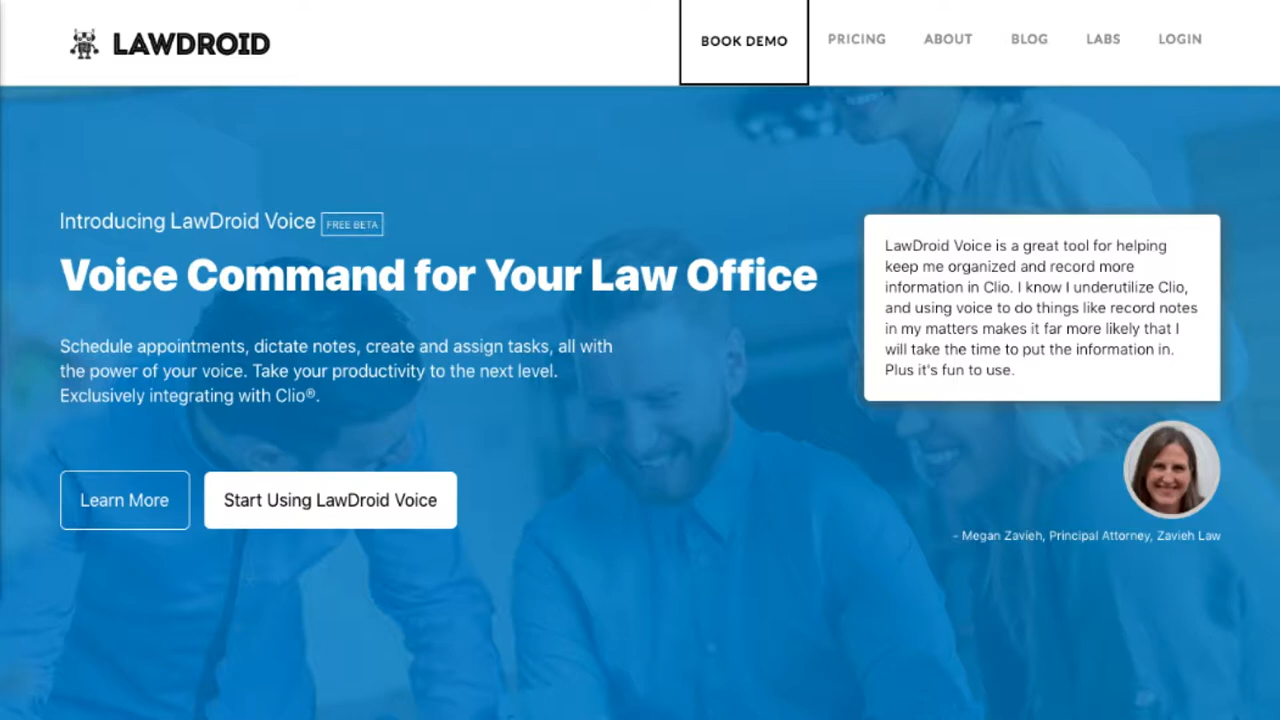 LAWDROID
BOOK DEMO
PRICING
ABOUT
BLOG
LABS
LOGIN
Introducing LawDroid Voice FREE BETA
Voice Command for Your Law Office
Schedule appointments, dictate notes, create and assign tasks, all with
the power of your voice. Take your productivity to the next level.
Exclusively integrating with Clio®.
Learn More
Start Using LawDroid Voice
LawDroid Voice is a great tool for helping
keep me organized and record more
information in Clio. I know I underutilize Clio,
and using voice to do things like record notes
in my matters makes it far more likely that I
will take the time to put the information in.
Plus it's fun to use.
- Megan Zavieh, Principal Attorney, Zavieh Law